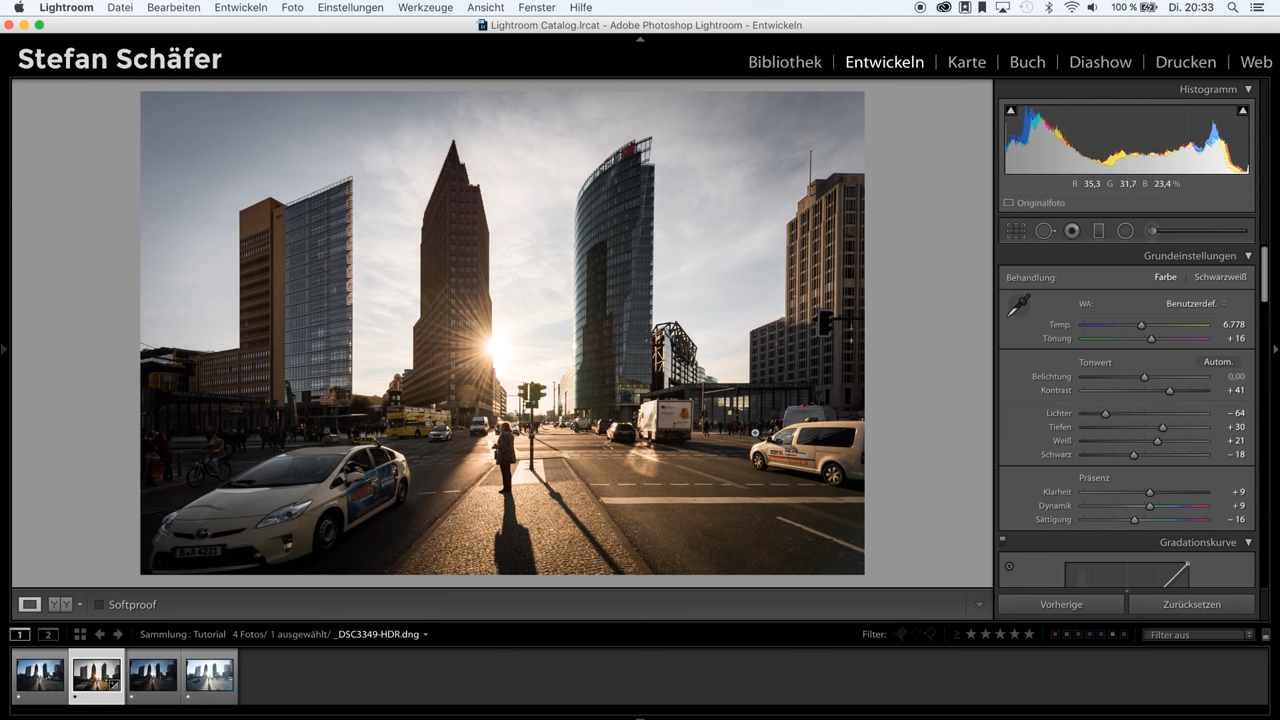 Lightroom Datei Bearbeiten Entwickeln Foto Einstellungen Werkzeuge Ansicht Fenster Hilfe 100 % Di. 20:33
Lightroom Catalog.lrcat - Adobe Photoshop Lightroom - Entwickeln
Stefan Schäfer
Bibliothek | Entwickeln | Karte | Buch | Diashow | Drucken | Web
Histogramm
R 35,3 G 31,7 B 23,4 %
Originalfoto
Grundeinstellungen
Behandlung: Farbe Schwarzweiß
WA: Benutzerdef.
Temp. 6.778
Tönung + 16
Tonwert Autom.
Belichtung 0,00
Kontrast + 41
Lichter − 64
Tiefen + 30
Weiß + 21
Schwarz − 18
Präsenz
Klarheit + 9
Dynamik + 9
Sättigung − 16
Gradationskurve
Vorherige Zurücksetzen
Y Y Softproof
1 2 Sammlung : Tutorial 4 Fotos/ 1 ausgewählt/ _DSC3349-HDR.dng Filter: ≥ Filter aus